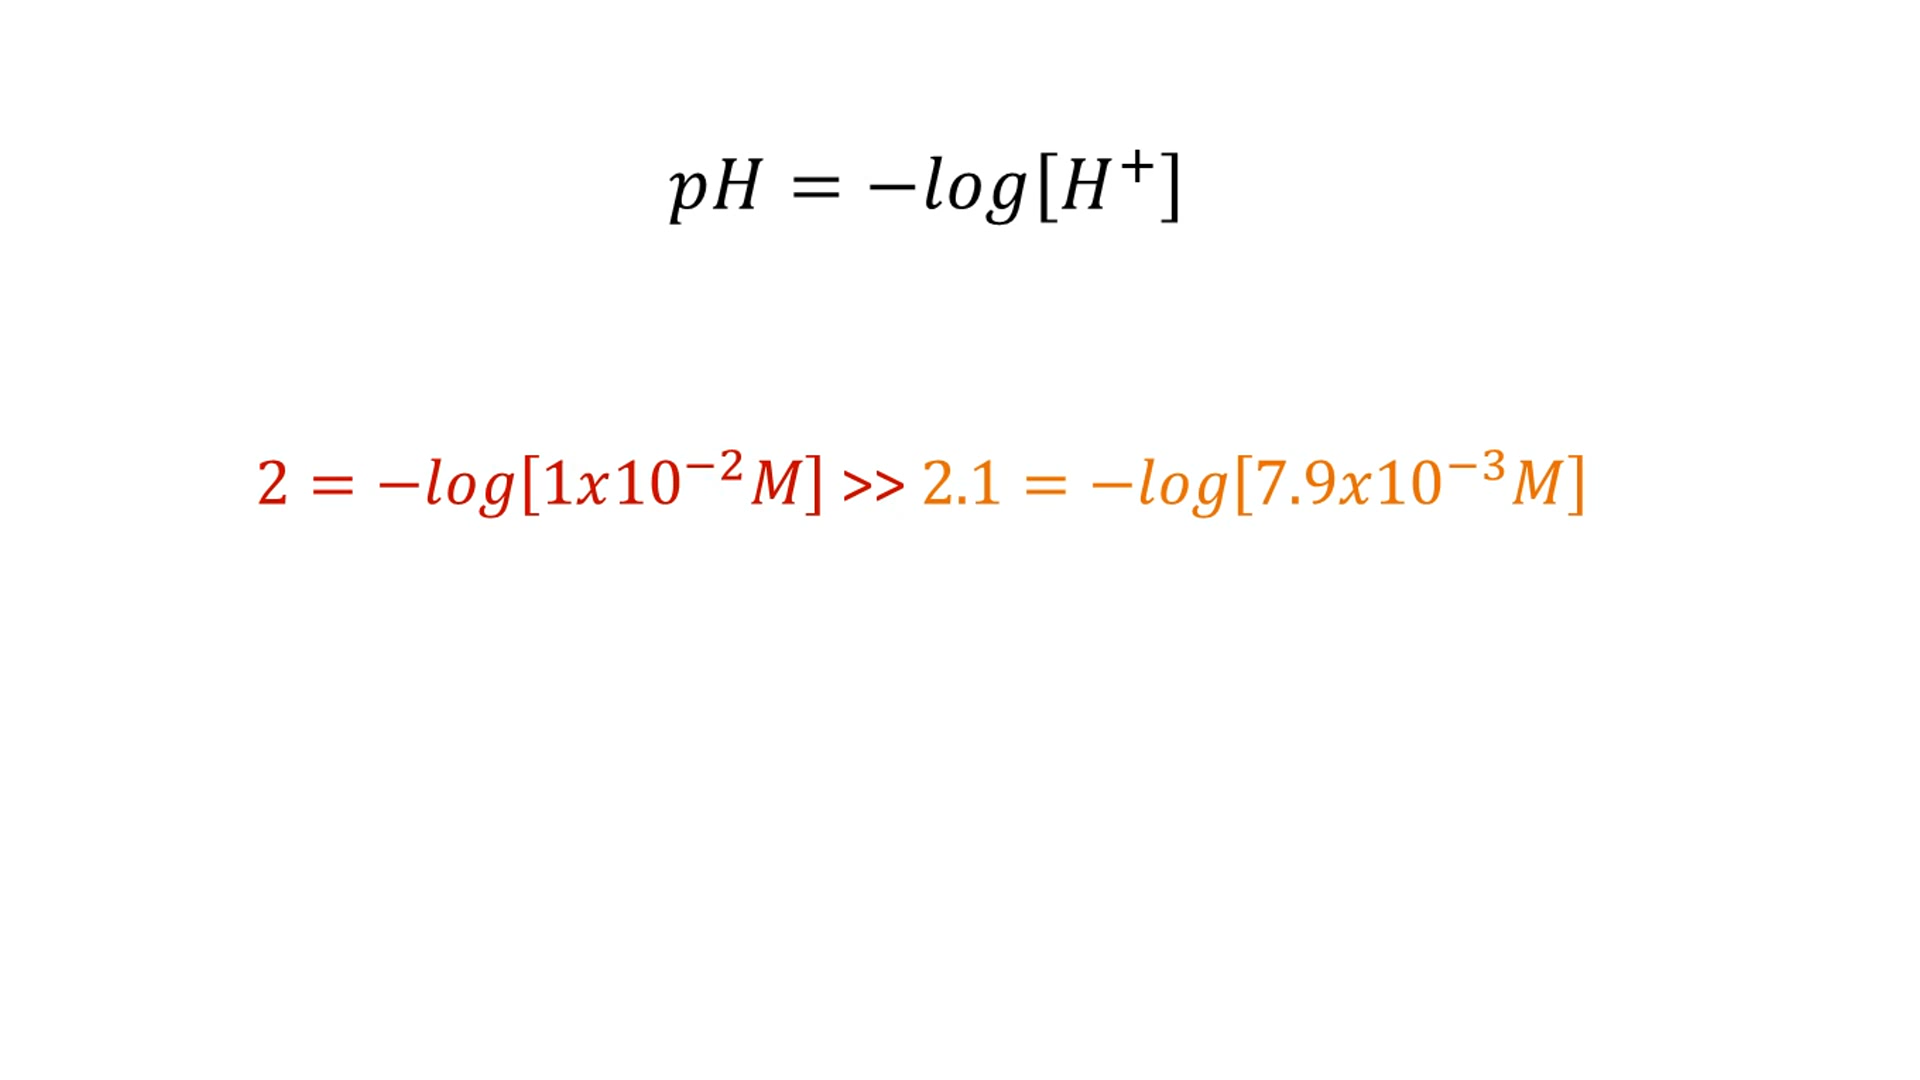 pH = −log[H⁺]
2 = −log[1x10⁻²M] >> 2.1 = −log[7.9x10⁻³M]